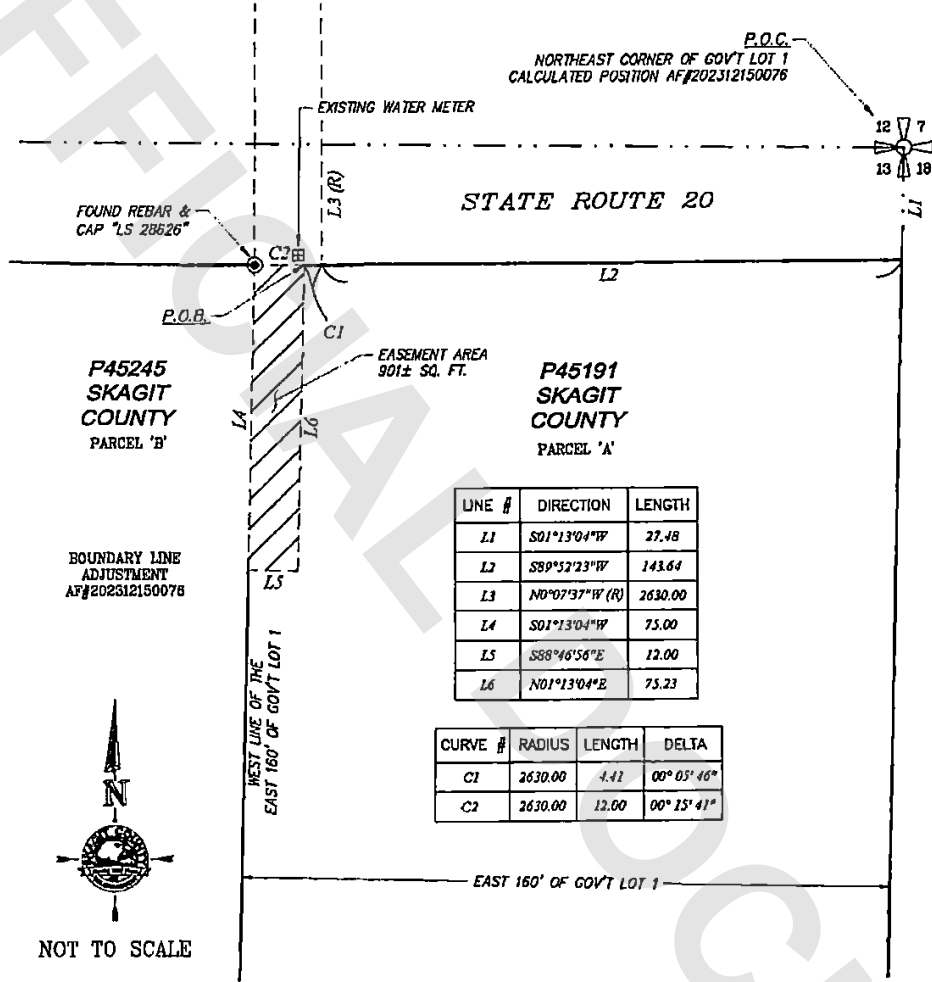 P.O.C.
NORTHEAST CORNER OF GOV'T LOT 1
CALCULATED POSITION AF#202312150076
EXISTING WATER METER
12 7
13 18
L1
L3 (R)
STATE ROUTE 20
FOUND REBAR &
CAP "LS 28626"
C2
L2
P.O.B.
C1
EASEMENT AREA
901± SQ. FT.
P45245
SKAGIT
COUNTY
PARCEL 'B'
L4
L6
P45191
SKAGIT
COUNTY
PARCEL 'A'
LINE # DIRECTION LENGTH
L1 S01°13'04"W 27.48
L2 S89°52'23"W 143.64
L3 N0°07'37"W (R) 2630.00
L4 S01°13'04"W 75.00
L5 S88°46'56"E 12.00
L6 N01°13'04"E 75.23
BOUNDARY LINE
ADJUSTMENT
AF#202312150076
L5
WEST LINE OF THE
EAST 160' OF GOV'T LOT 1
CURVE # RADIUS LENGTH DELTA
C1 2630.00 4.41 00° 05' 46"
C2 2630.00 12.00 00° 15' 41"
N
EAST 160' OF GOV'T LOT 1
NOT TO SCALE
FFICIAL DOC